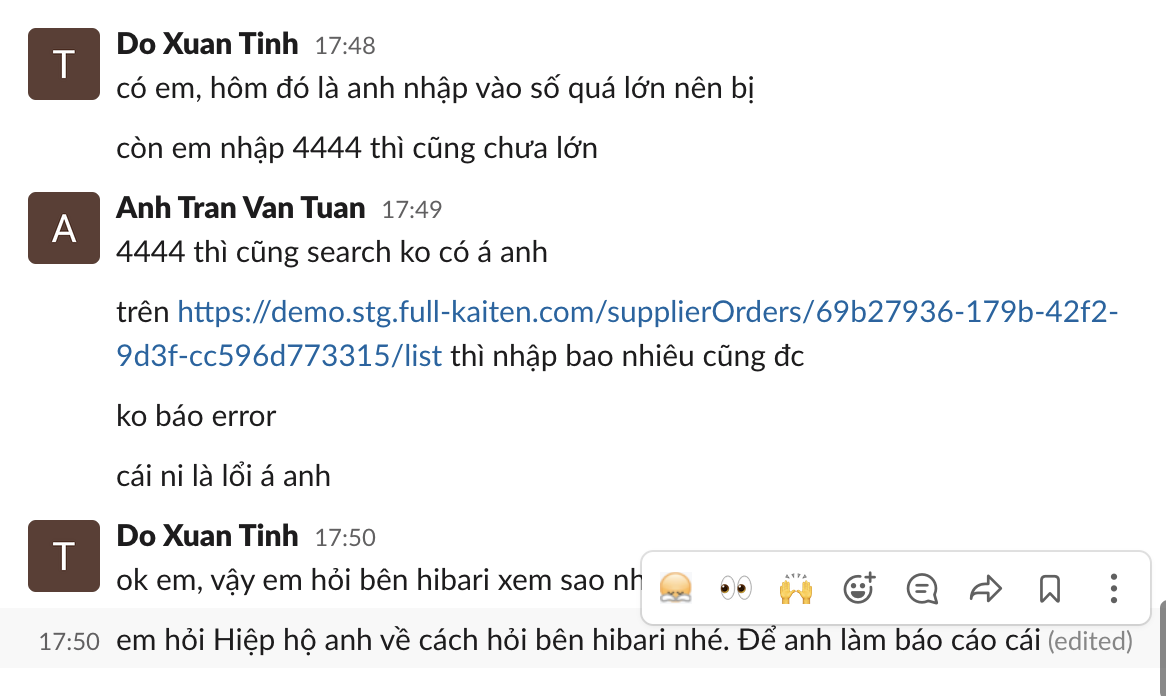 T
Do Xuan Tinh 17:48
có em, hôm đó là anh nhập vào số quá lớn nên bị
còn em nhập 4444 thì cũng chưa lớn
A
Anh Tran Van Tuan 17:49
4444 thì cũng search ko có á anh
trên https://demo.stg.full-kaiten.com/supplierOrders/69b27936-179b-42f2-
9d3f-cc596d773315/list thì nhập bao nhiêu cũng đc
ko báo error
cái ni là lổi á anh
T
Do Xuan Tinh 17:50
ok em, vậy em hỏi bên hibari xem sao
17:50 em hỏi Hiệp hộ anh về cách hỏi bên hibari nhé. Để anh làm báo cáo cái (edited)